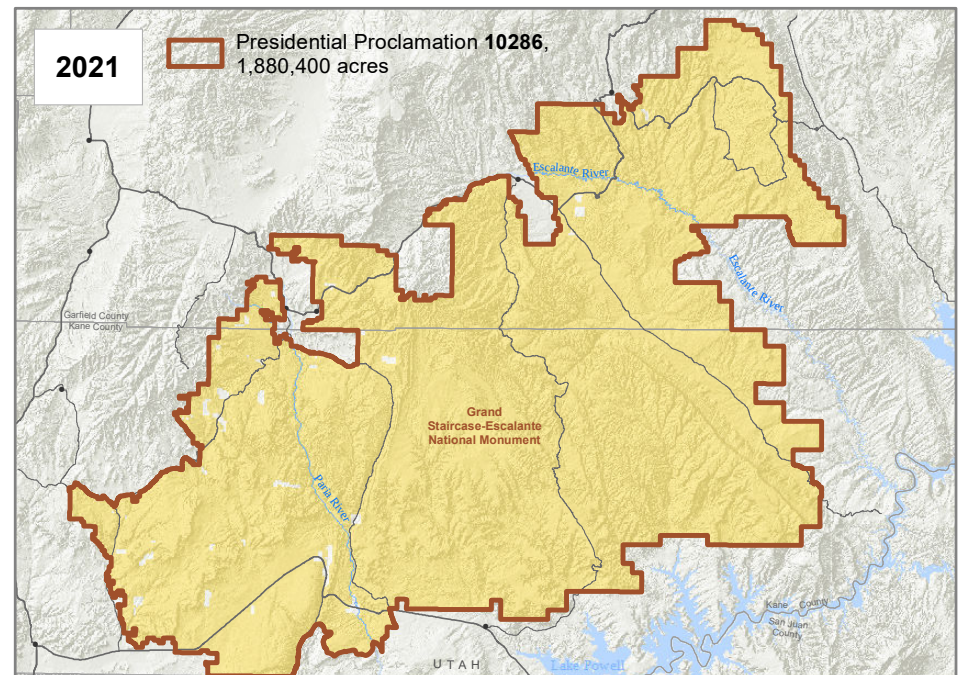 2021
Presidential Proclamation 10286,
1,880,400 acres
Escalante River
Escalante River
Garfield County
Kane County
Grand
Staircase-Escalante
National Monument
Paria River
Kane County
San Juan
County
UTAH
Lake Powell